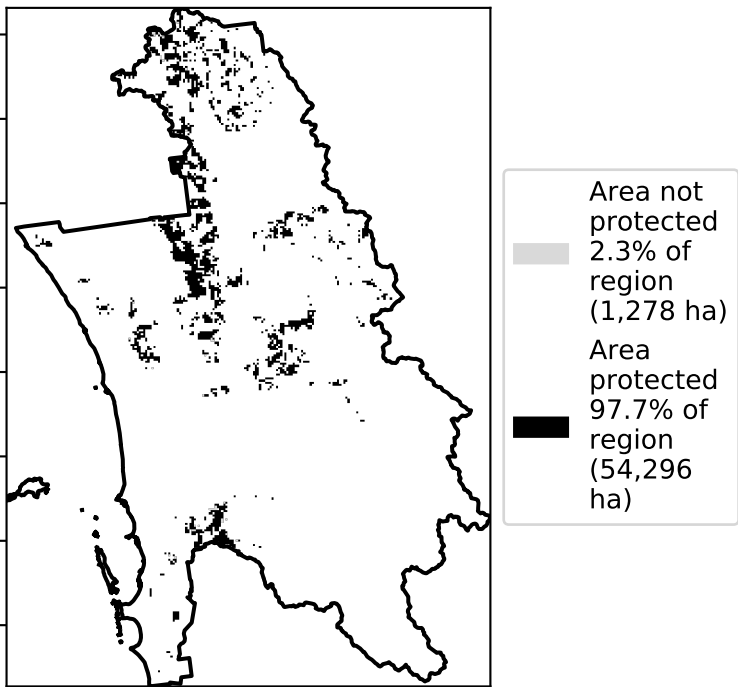 Area not
protected
2.3% of
region
(1,278 ha)
Area
protected
97.7% of
region
(54,296
ha)